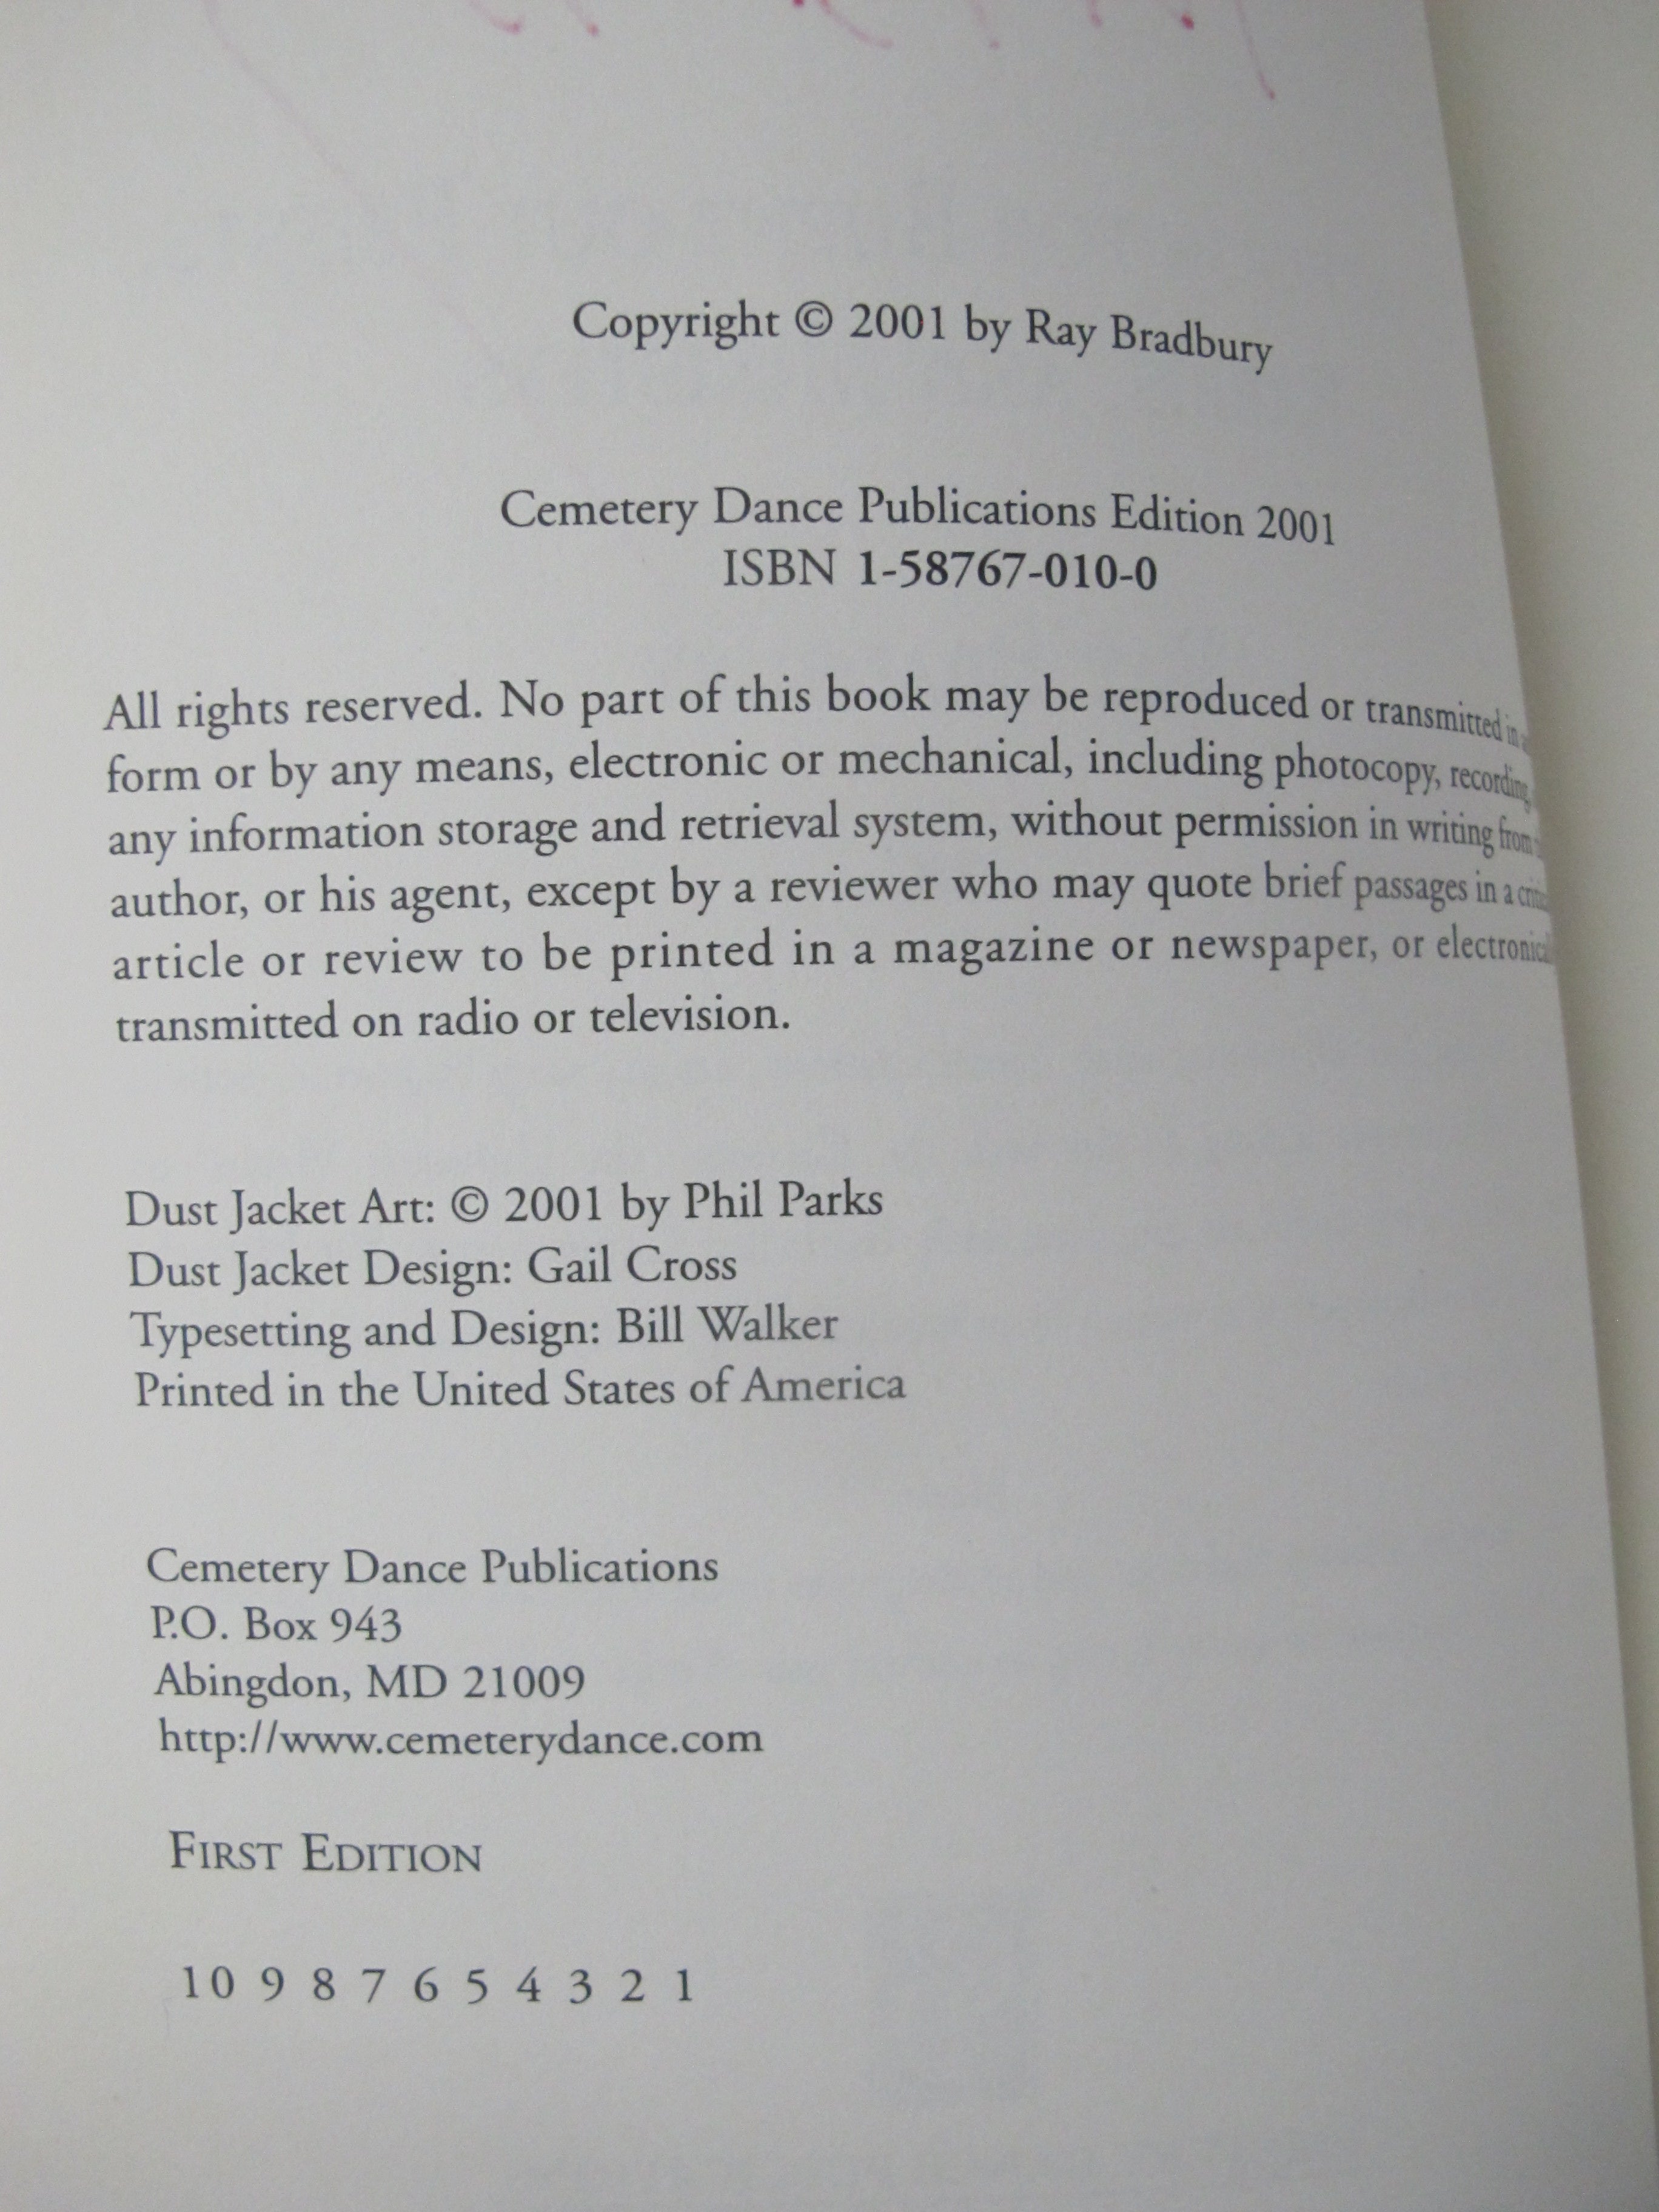 Copyright © 2001 by Ray Bradbury
Cemetery Dance Publications Edition 2001
ISBN 1-58767-010-0
All rights reserved. No part of this book may be reproduced or transmitted in
form or by any means, electronic or mechanical, including photocopy, recording,
any information storage and retrieval system, without permission in writing from
author, or his agent, except by a reviewer who may quote brief passages in a
article or review to be printed in a magazine or newspaper, or
transmitted on radio or television.
Dust Jacket Art: © 2001 by Phil Parks
Dust Jacket Design: Gail Cross
Typesetting and Design: Bill Walker
Printed in the United States of America
Cemetery Dance Publications
P.O. Box 943
Abingdon, MD 21009
http://www.cemeterydance.com
FIRST EDITION
10 9 8 7 6 5 4 3 2 1